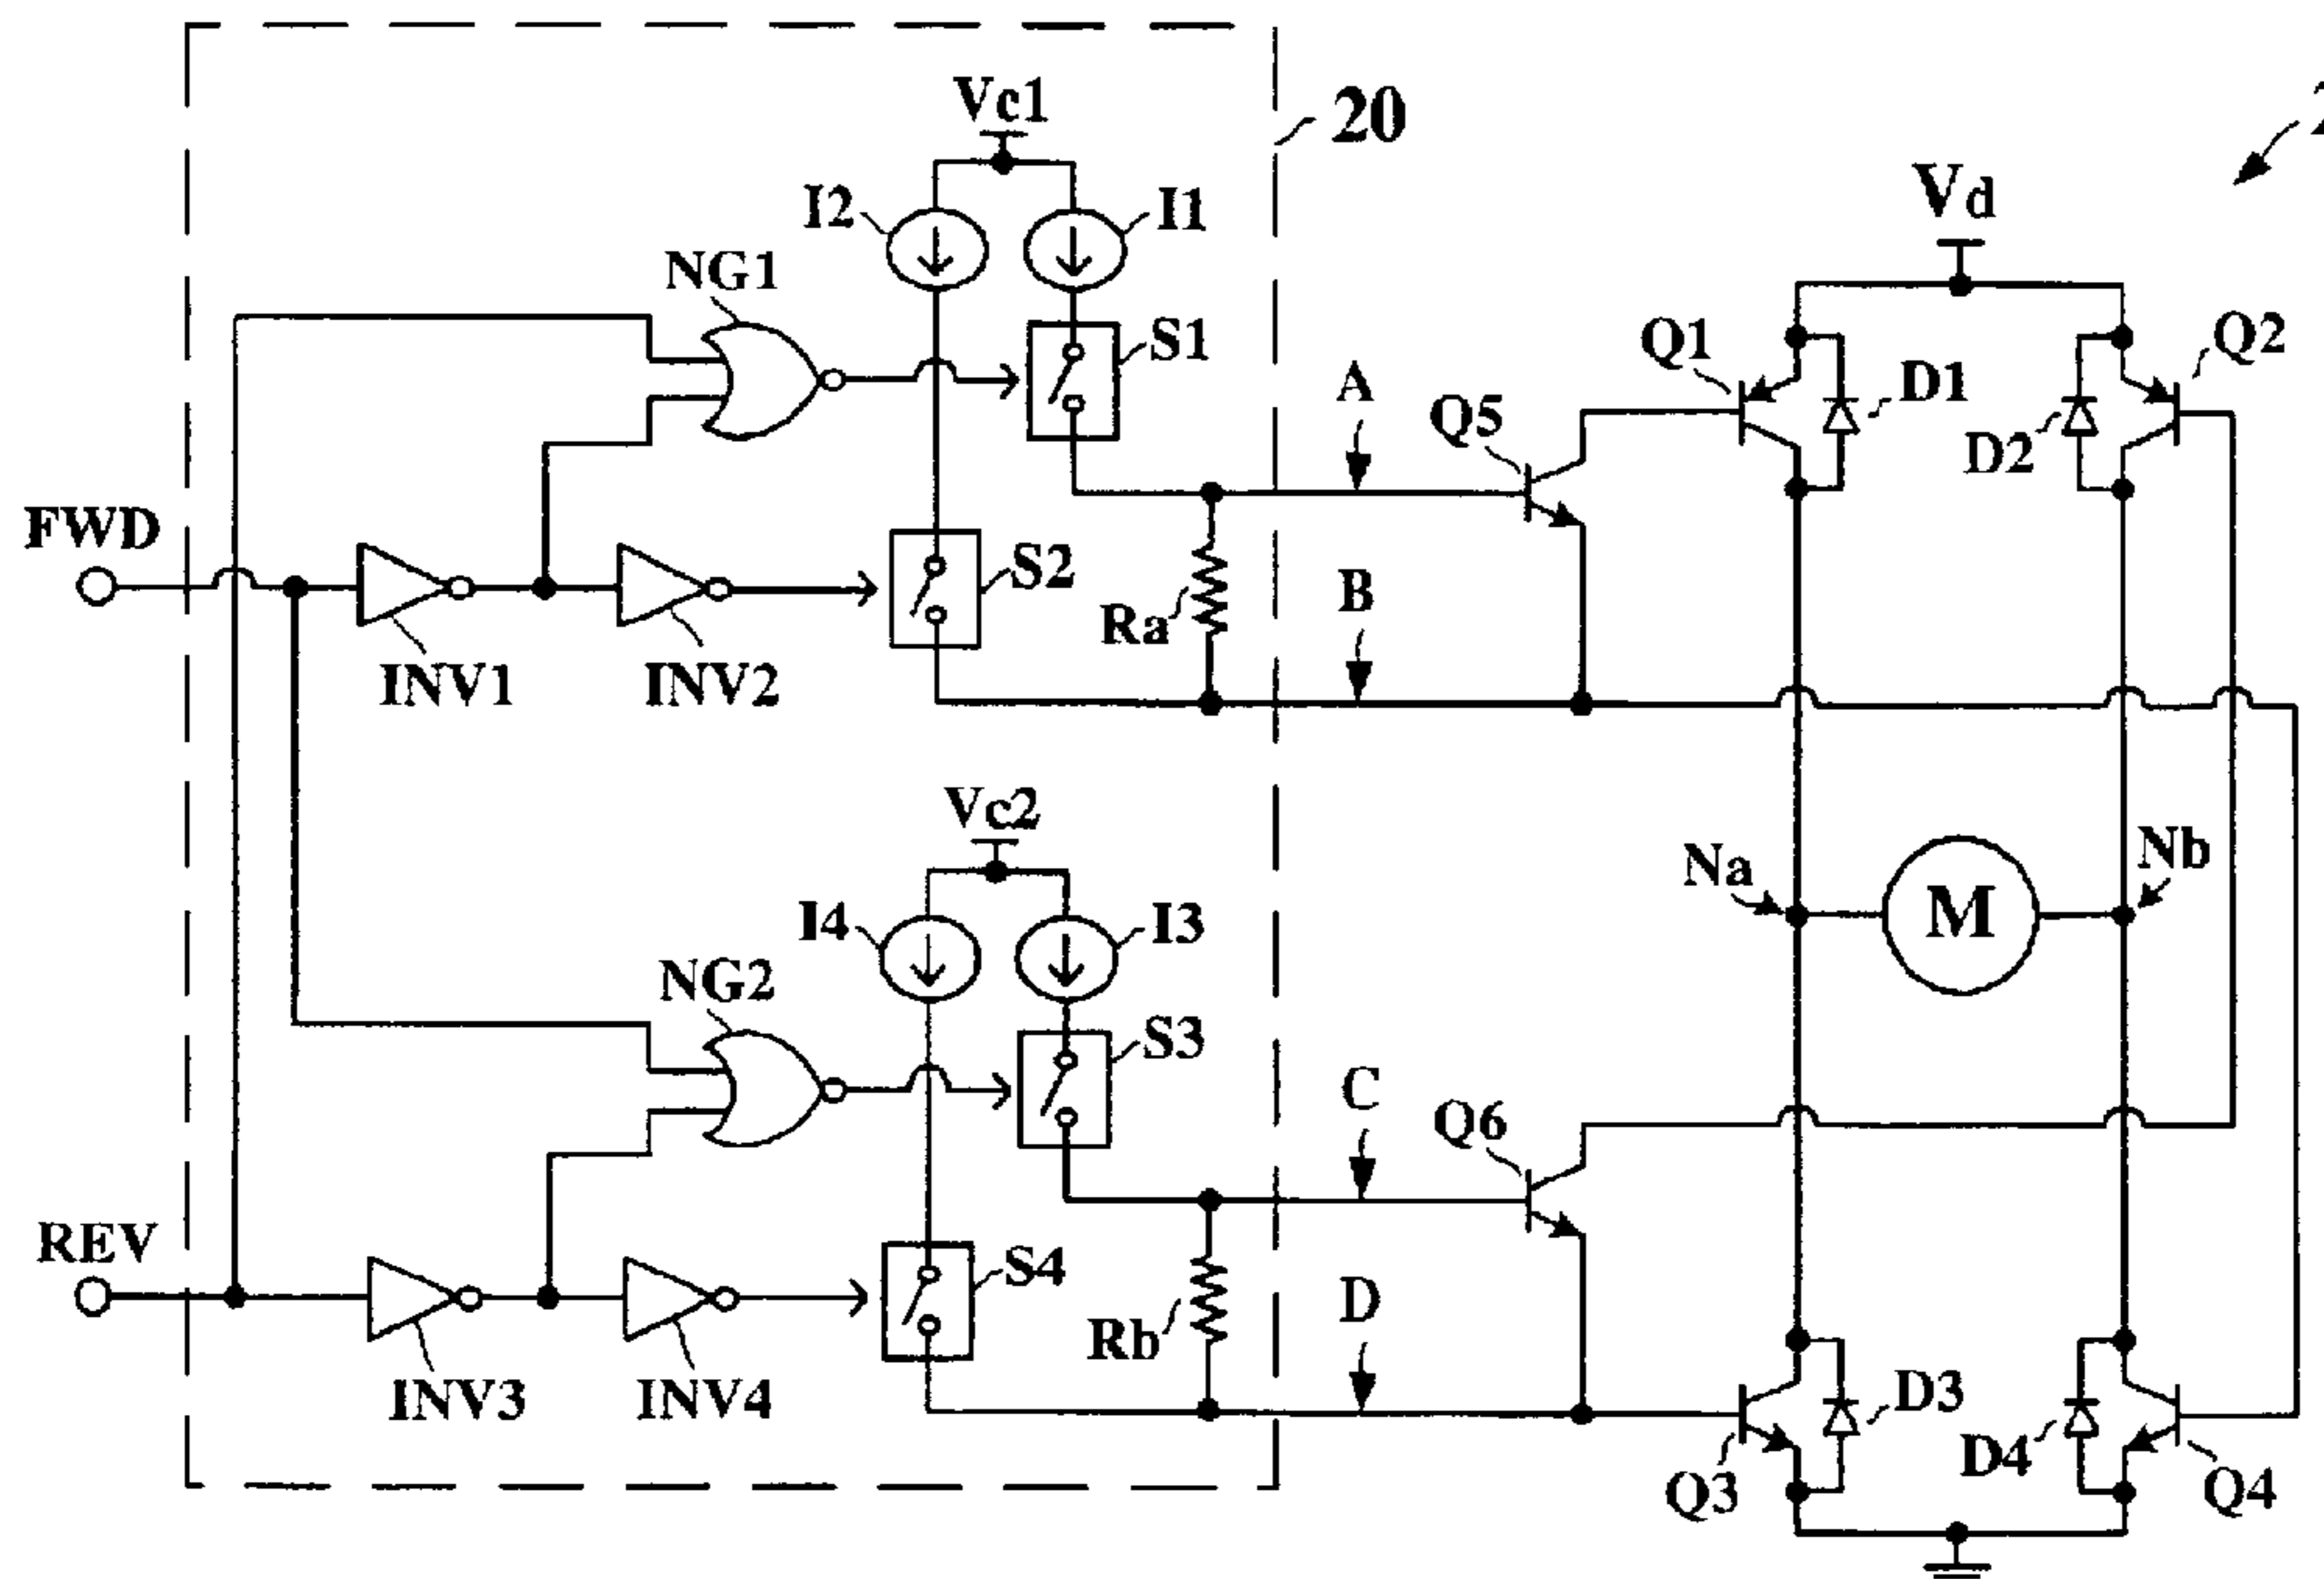 Vc1
20
2
I2
I1
Vd
NG1
S1
Q1
Q2
A
D1
Q5
D2
FWD
S2
B
Ra
INV1
INV2
Vc2
Na
M
Nb
I4
I3
NG2
S3
C
Q6
REV
S4
D
Rb
INV3
INV4
D3
D4
Q3
Q4